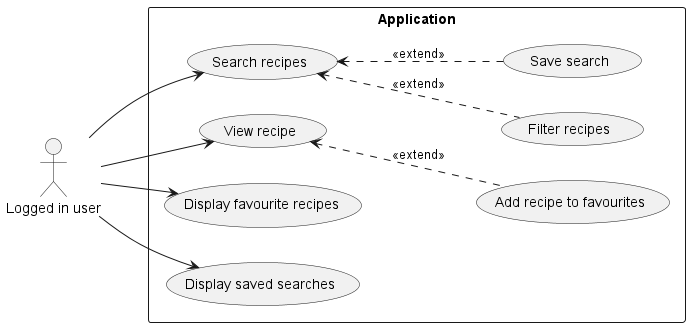 Application
Search recipes
«extend»
Save search
«extend»
Filter recipes
View recipe
«extend»
Add recipe to favourites
Logged in user
Display favourite recipes
Display saved searches